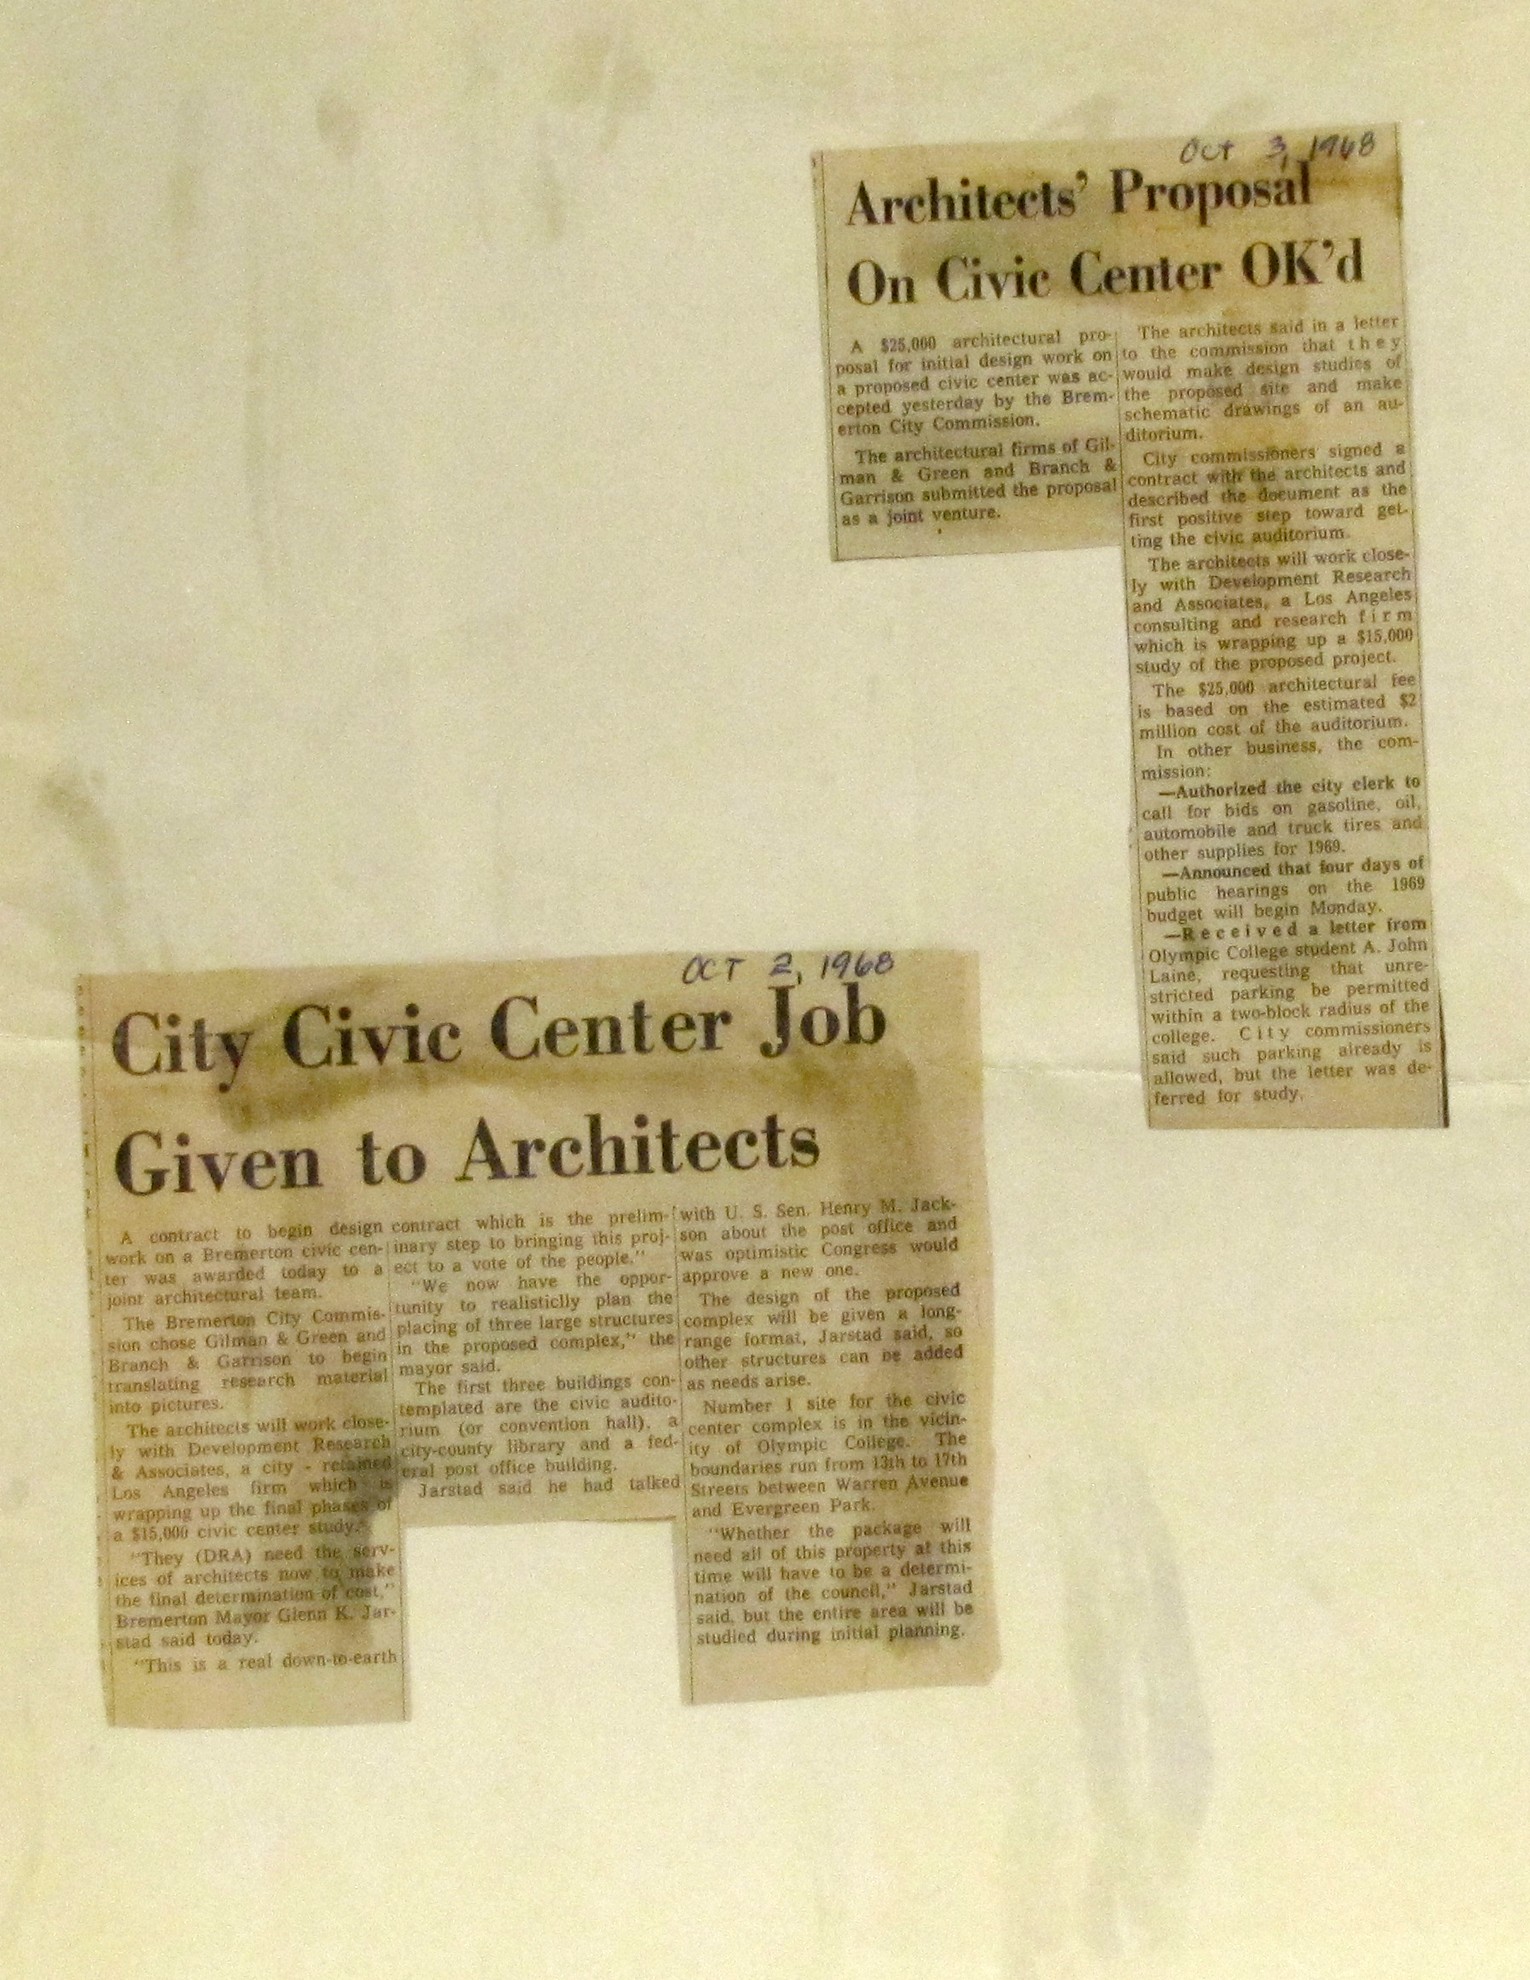 Oct 3, 1968
Architects' Proposal
On Civic Center OK'd
A $25,000 architectural pro-
posal for initial design work on
a proposed civic center was ac-
cepted yesterday by the Brem-
erton City Commission.
The architectural firms of Gil-
man & Green and Branch &
Garrison submitted the proposal
as a joint venture.
The architects said in a letter
to the commission that they
would make design studies of
the proposed site and make
schematic drawings of an au-
ditorium.
City commissioners signed a
contract with the architects and
described the document as the
first positive step toward get-
ting the civic auditorium.
The architects will work close-
ly with Development Research
and Associates, a Los Angeles
consulting and research firm
which is wrapping up a $15,000
study of the proposed project.
The $25,000 architectural fee
is based on the estimated $2
million cost of the auditorium.
In other business, the com-
mission:
—Authorized the city clerk to
call for bids on gasoline, oil,
automobile and truck tires and
other supplies for 1969.
—Announced that four days of
public hearings on the 1969
budget will begin Monday.
—Received a letter from
Olympic College student A. John
Laine, requesting that unre-
stricted parking be permitted
within a two-block radius of the
college. City commissioners
said such parking already is
allowed, but the letter was de-
ferred for study.
OCT 2, 1968
City Civic Center Job
Given to Architects
A contract to begin design
work on a Bremerton civic cen-
ter was awarded today to a
joint architectural team.
The Bremerton City Commis-
sion chose Gilman & Green and
Branch & Garrison to begin
translating research material
into pictures.
The architects will work close-
ly with Development Research
& Associates, a city - retained
Los Angeles firm which is
wrapping up the final phases of
a $15,000 civic center study.
"They (DRA) need the serv-
ices of architects now to make
the final determination of cost,"
Bremerton Mayor Glenn K. Jar-
stad said today.
"This is a real down-to-earth
contract which is the prelim-
inary step to bringing this proj-
ect to a vote of the people."
"We now have the oppor-
tunity to realisticlly plan the
placing of three large structures
in the proposed complex," the
mayor said.
The first three buildings con-
templated are the civic audito-
rium (or convention hall), a
city-county library and a fed-
eral post office building.
Jarstad said he had talked
with U. S. Sen. Henry M. Jack-
son about the post office and
was optimistic Congress would
approve a new one.
The design of the proposed
complex will be given a long-
range format, Jarstad said, so
other structures can be added
as needs arise.
Number 1 site for the civic
center complex is in the vicin-
ity of Olympic College. The
boundaries run from 13th to 17th
Streets between Warren Avenue
and Evergreen Park.
"Whether the package will
need all of this property at this
time will have to be a determi-
nation of the council," Jarstad
said, but the entire area will be
studied during initial planning.